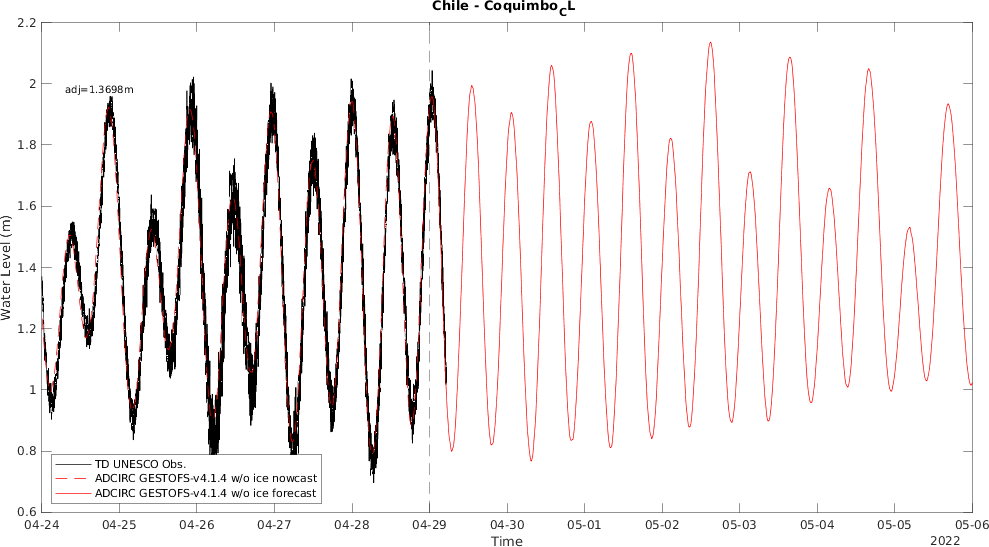 Chile - Coquimbo_CL
2.2
2
1.8
1.6
1.4
1.2
1
0.8
0.6
Water Level (m)
adj=1.3698m
TD UNESCO Obs.
ADCIRC GESTOFS-v4.1.4 w/o ice nowcast
ADCIRC GESTOFS-v4.1.4 w/o ice forecast
04-24 04-25 04-26 04-27 04-28 04-29 04-30 05-01 05-02 05-03 05-04 05-05 05-06
Time
2022